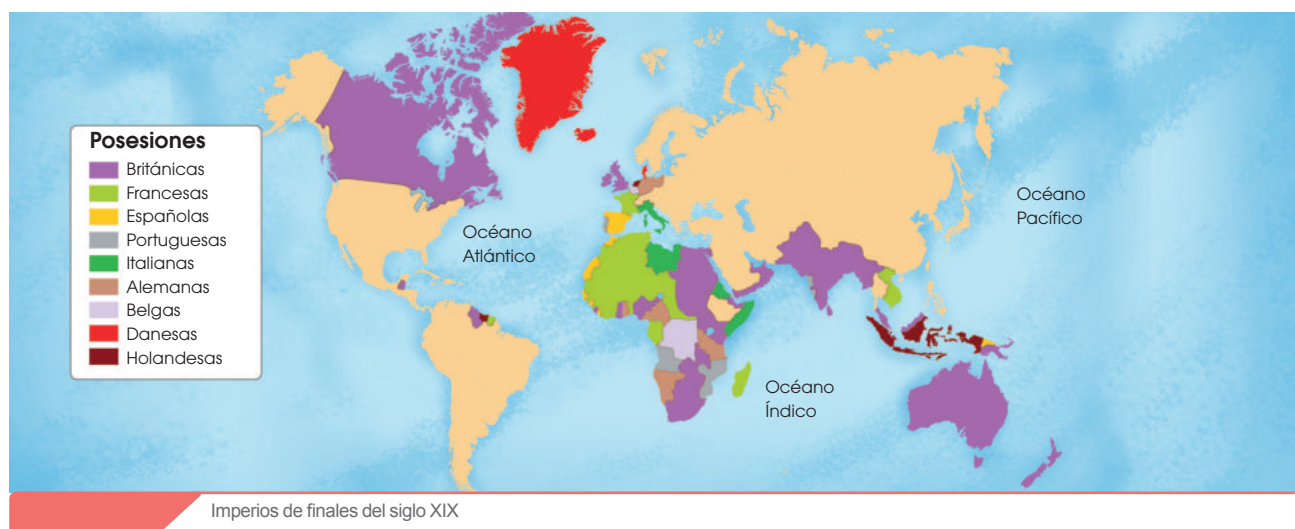 Posesiones
Británicas
Francesas
Españolas
Portuguesas
Italianas
Alemanas
Belgas
Danesas
Holandesas
Océano
Atlántico
Océano
Pacífico
Océano
Índico
Imperios de finales del siglo XIX